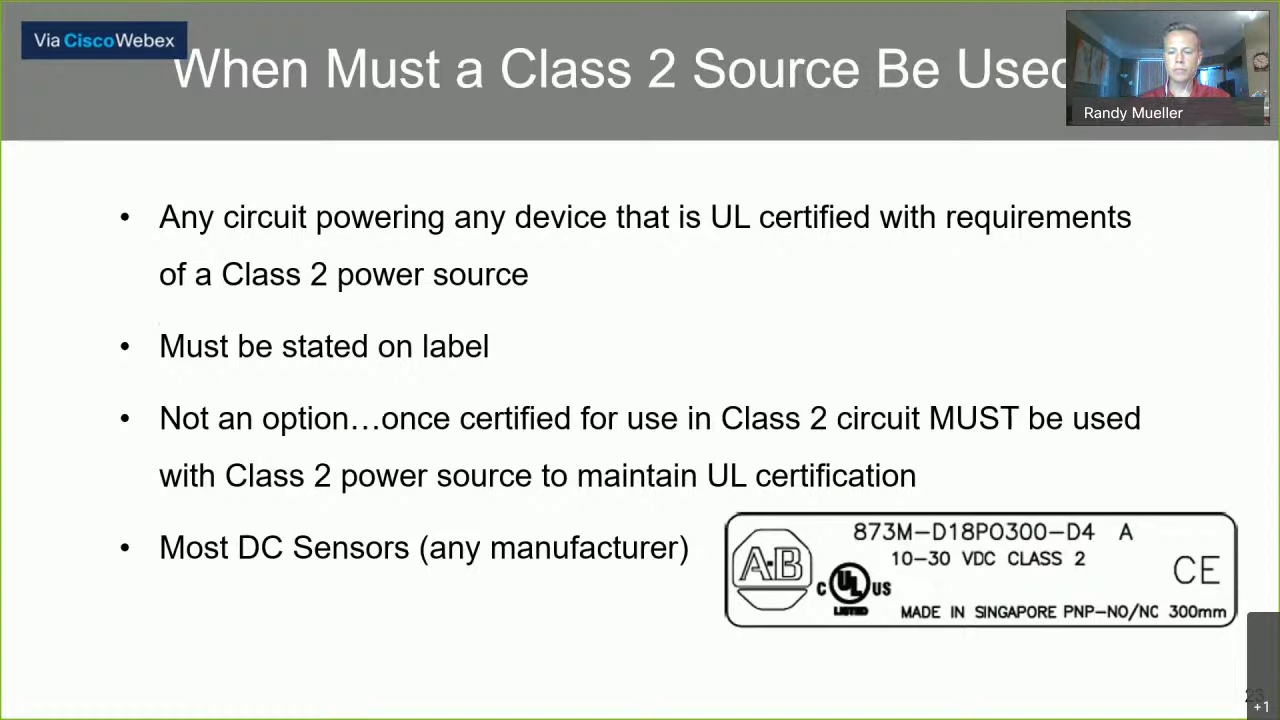 Via CiscoWebex
When Must a Class 2 Source Be Used
Randy Mueller
• Any circuit powering any device that is UL certified with requirements
of a Class 2 power source
• Must be stated on label
• Not an option…once certified for use in Class 2 circuit MUST be used
with Class 2 power source to maintain UL certification
• Most DC Sensors (any manufacturer)
873M-D18PO300-D4 A
10-30 VDC CLASS 2
A·B
C UL US
LISTED
CE
MADE IN SINGAPORE PNP-NO/NC 300mm
+1